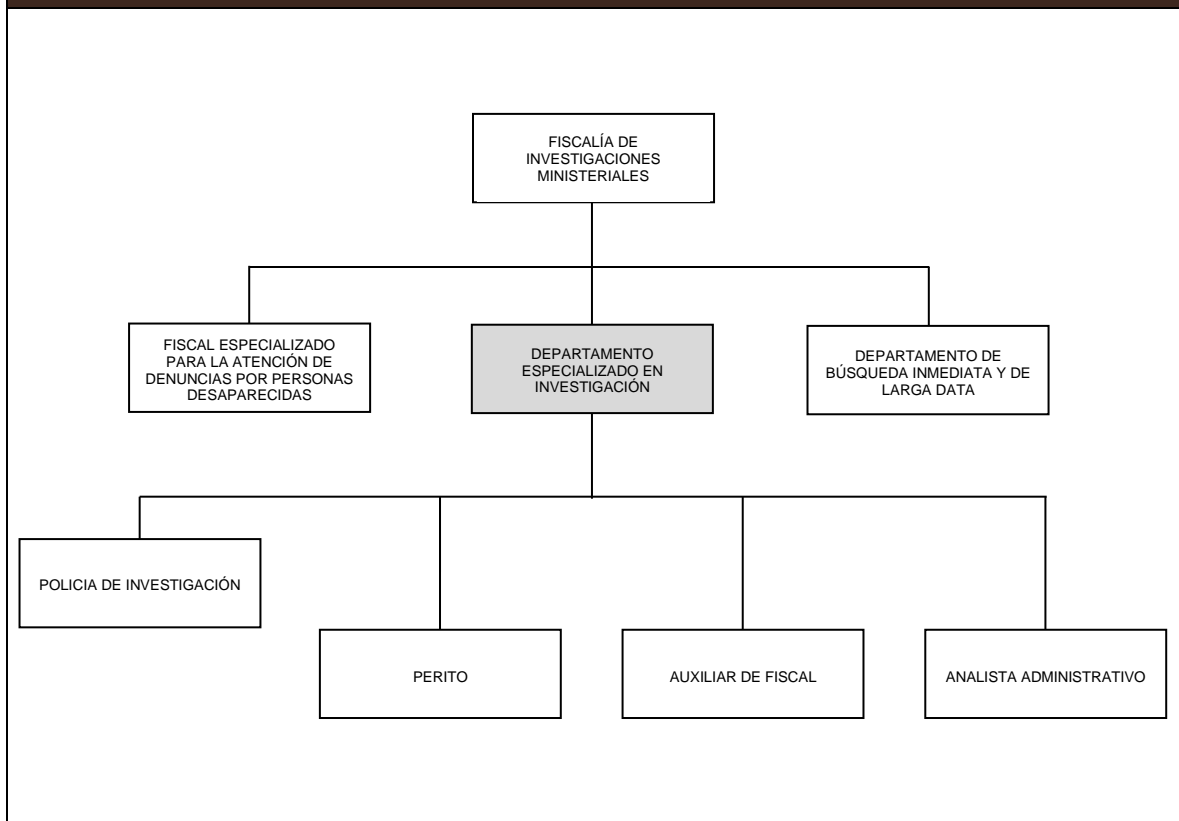 FISCALÍA DE
INVESTIGACIONES
MINISTERIALES
FISCAL ESPECIALIZADO
PARA LA ATENCIÓN DE
DENUNCIAS POR PERSONAS
DESAPARECIDAS
DEPARTAMENTO
ESPECIALIZADO EN
INVESTIGACIÓN
DEPARTAMENTO DE
BÚSQUEDA INMEDIATA Y DE
LARGA DATA
POLICIA DE INVESTIGACIÓN
PERITO
AUXILIAR DE FISCAL
ANALISTA ADMINISTRATIVO